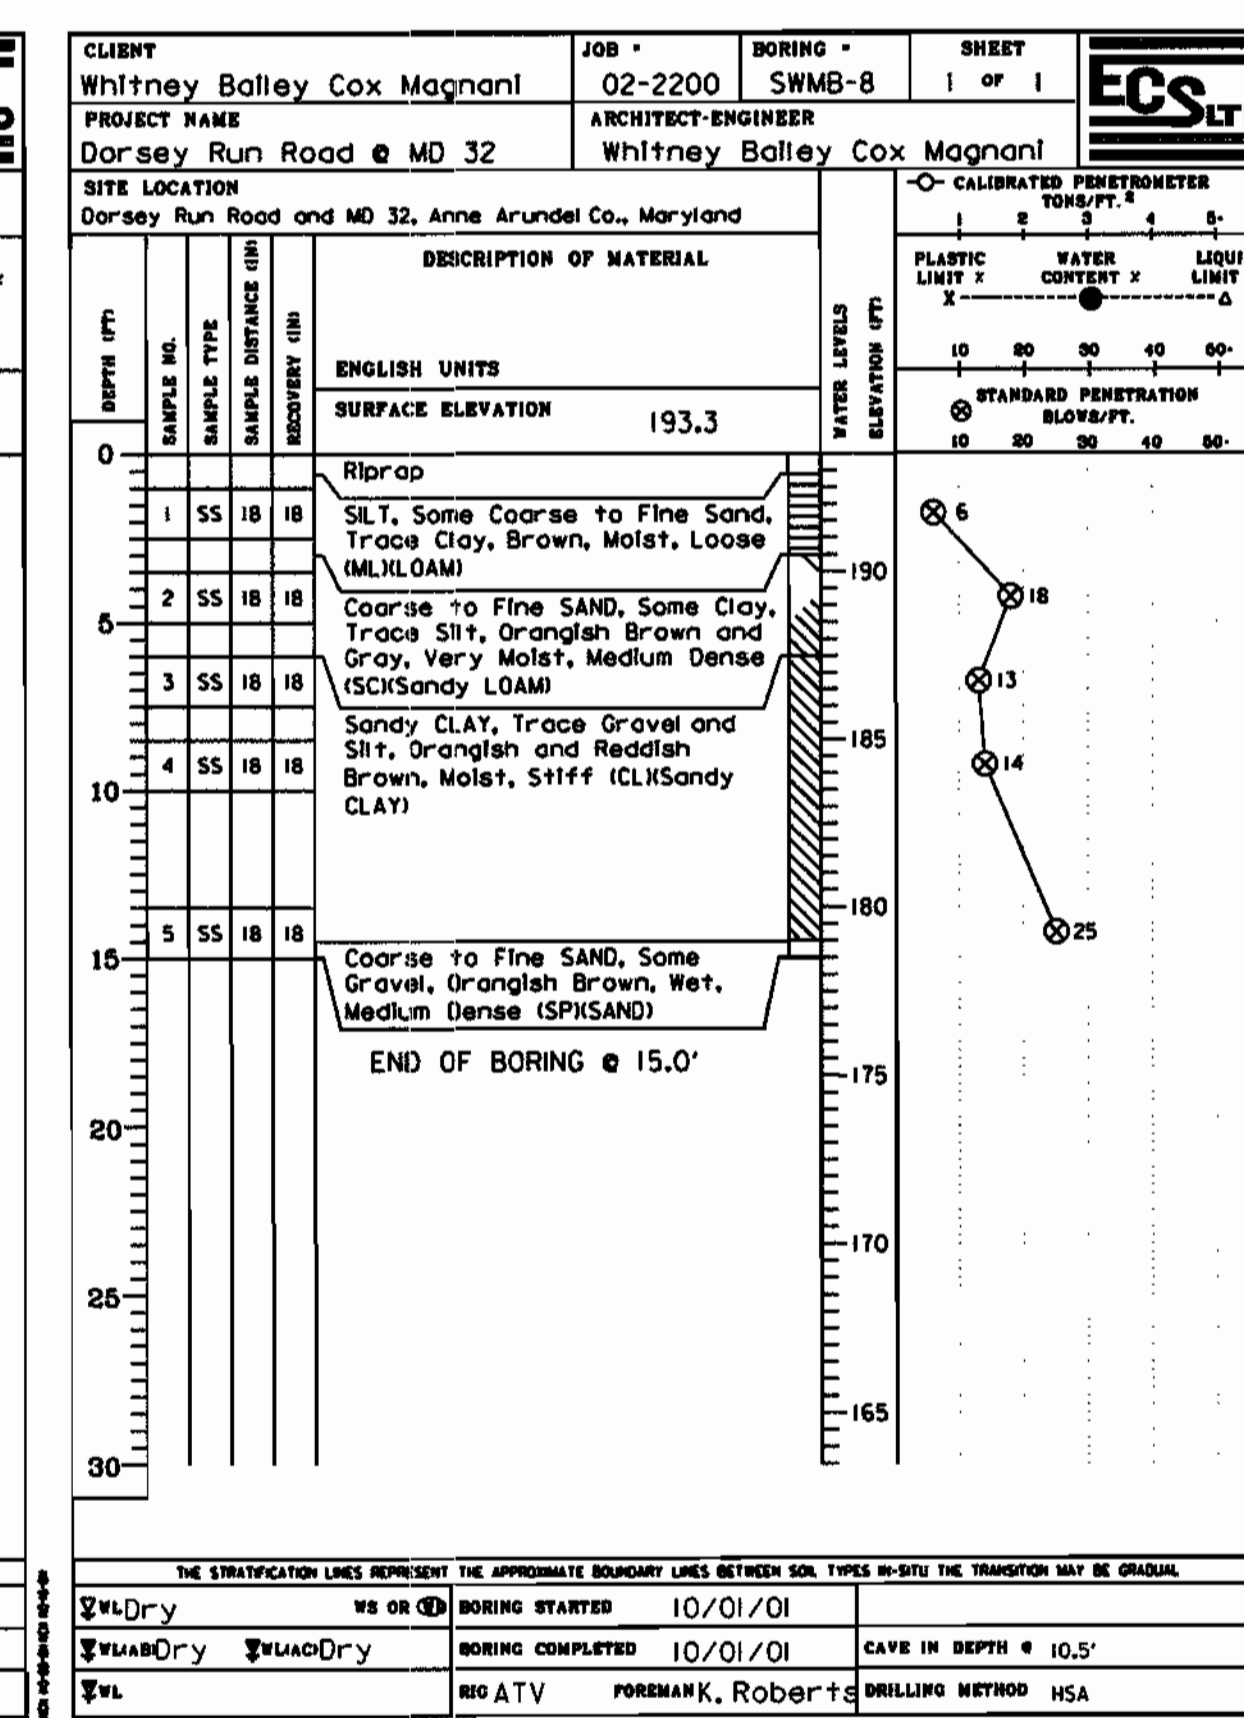 CLIENT
Whitney Bailey Cox Magnani
JOB #
02-2200
BORING #
SWMB-8
SHEET
1 OF 1
ECS LT
PROJECT NAME
Dorsey Run Road @ MD 32
ARCHITECT-ENGINEER
Whitney Bailey Cox Magnani
SITE LOCATION
Dorsey Run Road and MD 32, Anne Arundel Co., Maryland
CALIBRATED PENETROMETER
TONS/FT.²
1 2 3 4 5+
PLASTIC WATER LIQUI
LIMIT % CONTENT % LIMIT
X △
10 20 30 40 50+
STANDARD PENETRATION
BLOWS/FT.
10 20 30 40 50+
DEPTH (FT)
SAMPLE NO.
SAMPLE TYPE
SAMPLE DISTANCE (IN)
RECOVERY (IN)
DESCRIPTION OF MATERIAL
ENGLISH UNITS
SURFACE ELEVATION 193.3
WATER LEVELS
ELEVATION (FT)
0
Riprap
1 SS 18 18
SILT, Some Coarse to Fine Sand,
Trace Clay, Brown, Moist, Loose
(ML)(LOAM)
6
190
2 SS 18 18
Coarse to Fine SAND, Some Clay,
Trace Silt, Orangish Brown and
Gray, Very Moist, Medium Dense
(SC)(Sandy LOAM)
18
5
3 SS 18 18
13
Sandy CLAY, Trace Gravel and
Silt, Orangish and Reddish
Brown, Moist, Stiff (CL)(Sandy
CLAY)
185
4 SS 18 18
14
10
180
5 SS 18 18
25
15
Coarse to Fine SAND, Some
Gravel, Orangish Brown, Wet,
Medium Dense (SP)(SAND)
END OF BORING @ 15.0'
175
20
170
25
165
30
THE STRATIFICATION LINES REPRESENT THE APPROXIMATE BOUNDARY LINES BETWEEN SOIL TYPES IN-SITU THE TRANSITION MAY BE GRADUAL
WL Dry WS OR WD
BORING STARTED 10/01/01
WL(AB) Dry WL(AC) Dry
BORING COMPLETED 10/01/01
CAVE IN DEPTH @ 10.5'
WL
RIG ATV FOREMAN K. Roberts
DRILLING METHOD HSA